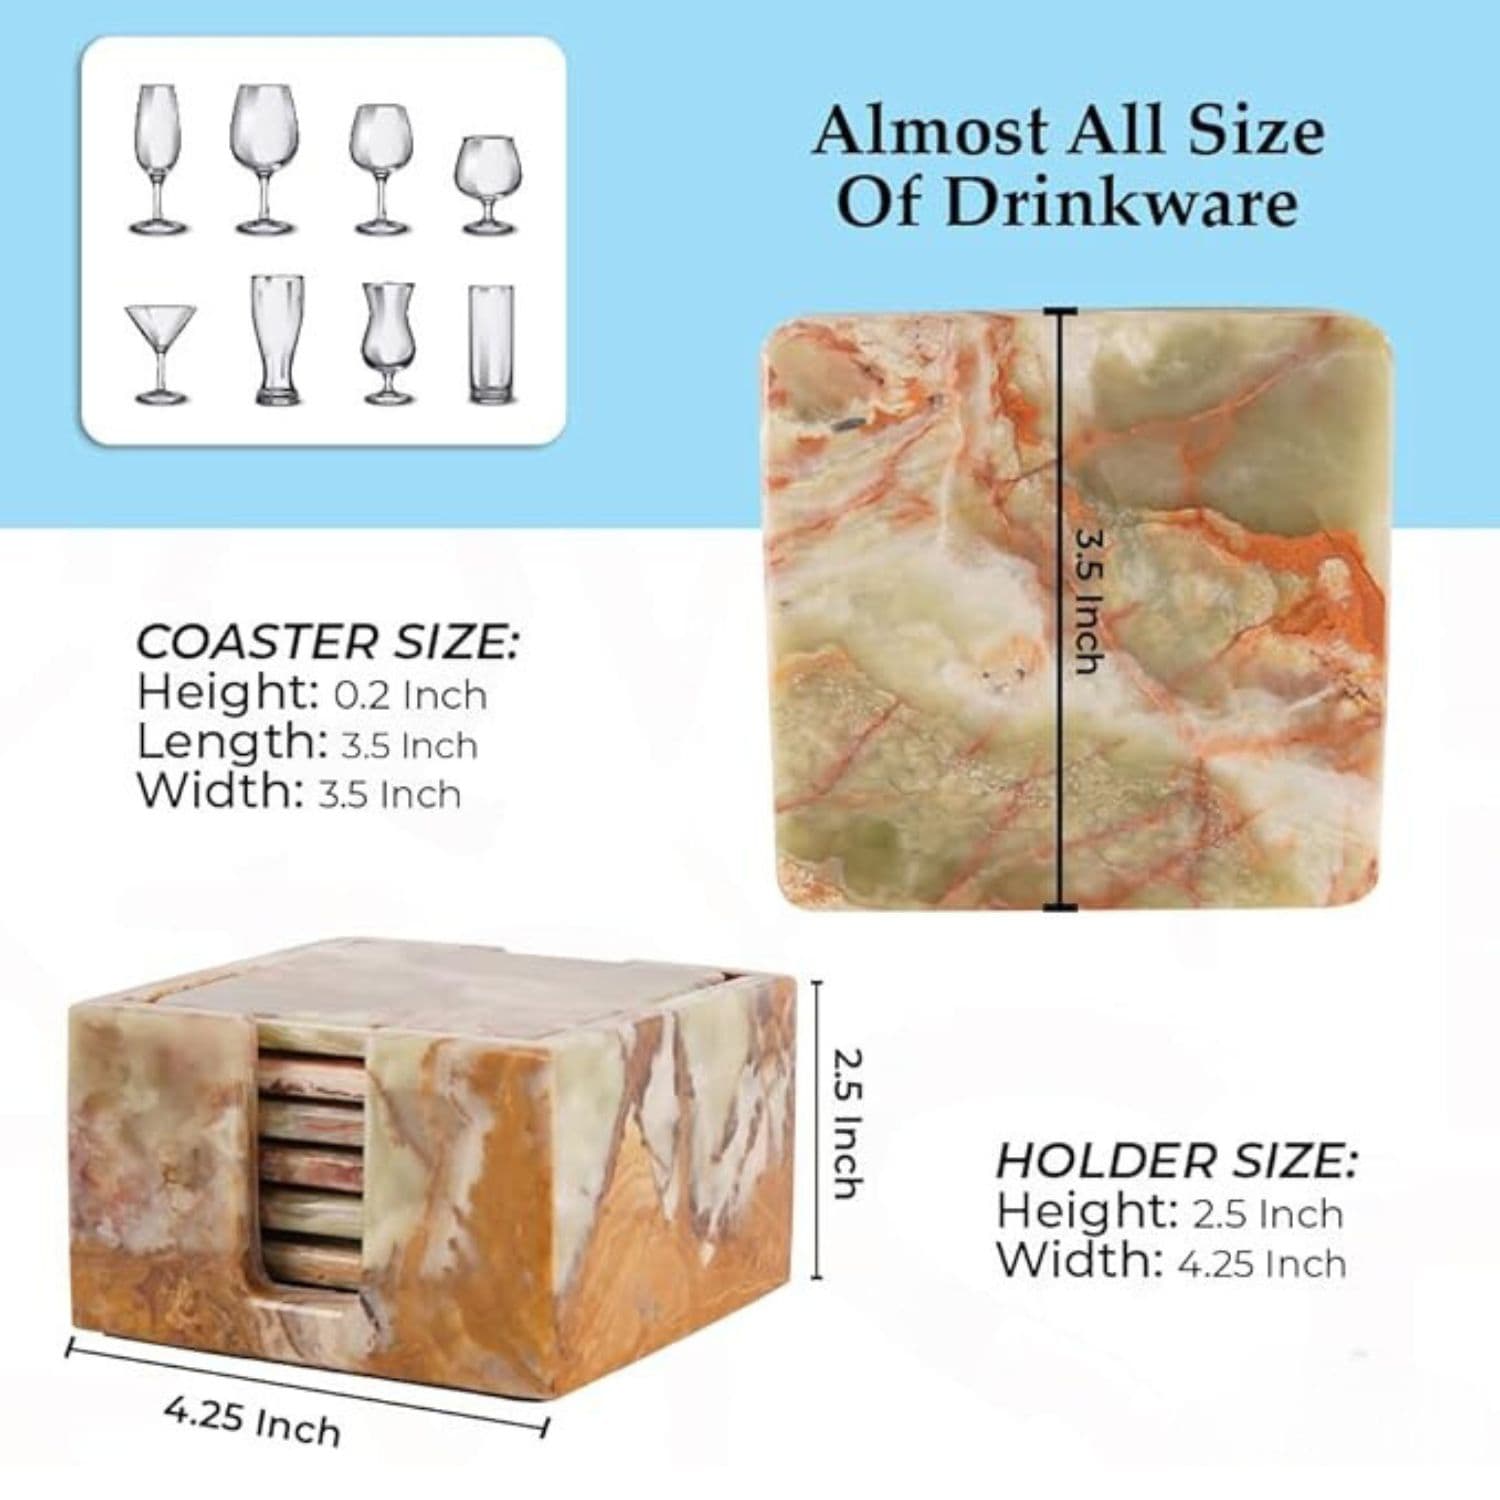 Almost All Size
Of Drinkware
3.5 Inch
COASTER SIZE:
Height: 0.2 Inch
Length: 3.5 Inch
Width: 3.5 Inch
2.5 Inch
HOLDER SIZE:
Height: 2.5 Inch
Width: 4.25 Inch
4.25 Inch